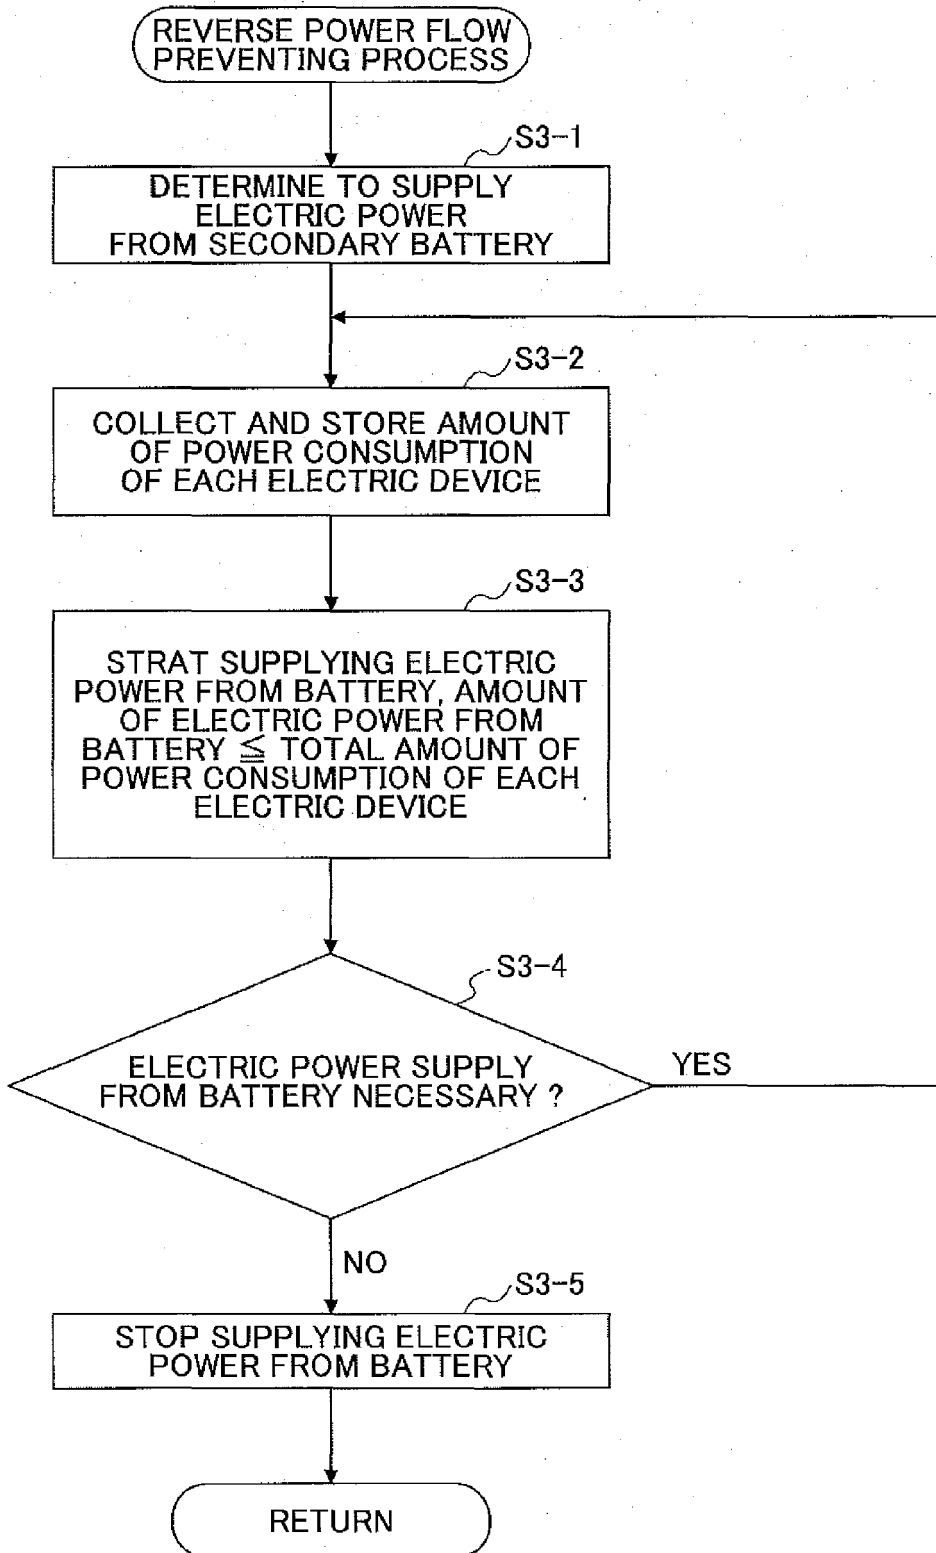 REVERSE POWER FLOW
PREVENTING PROCESS
S3-1
DETERMINE TO SUPPLY
ELECTRIC POWER
FROM SECONDARY BATTERY
S3-2
COLLECT AND STORE AMOUNT
OF POWER CONSUMPTION
OF EACH ELECTRIC DEVICE
S3-3
STRAT SUPPLYING ELECTRIC
POWER FROM BATTERY, AMOUNT
OF ELECTRIC POWER FROM
BATTERY ≦ TOTAL AMOUNT OF
POWER CONSUMPTION OF EACH
ELECTRIC DEVICE
S3-4
ELECTRIC POWER SUPPLY
FROM BATTERY NECESSARY ?
YES
NO
S3-5
STOP SUPPLYING ELECTRIC
POWER FROM BATTERY
RETURN